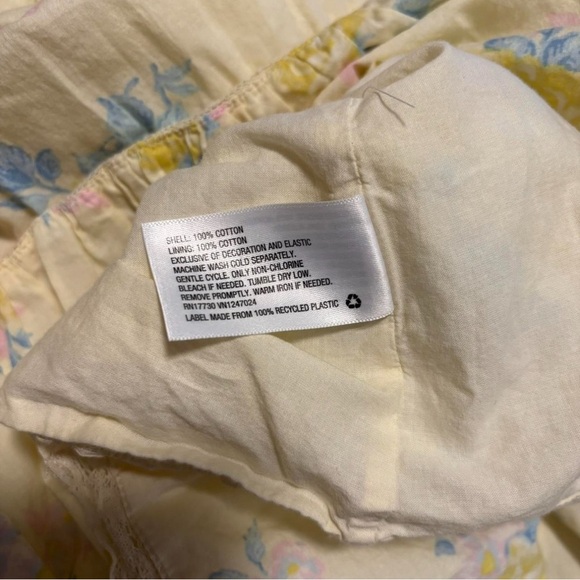 SHELL: 100% COTTON
LINING: 100% COTTON
EXCLUSIVE OF DECORATION AND ELASTIC
MACHINE WASH COLD SEPARATELY.
GENTLE CYCLE. ONLY NON-CHLORINE
BLEACH IF NEEDED. TUMBLE DRY LOW.
REMOVE PROMPTLY. WARM IRON IF NEEDED.
RN17730 VN1247024
LABEL MADE FROM 100% RECYCLED PLASTIC